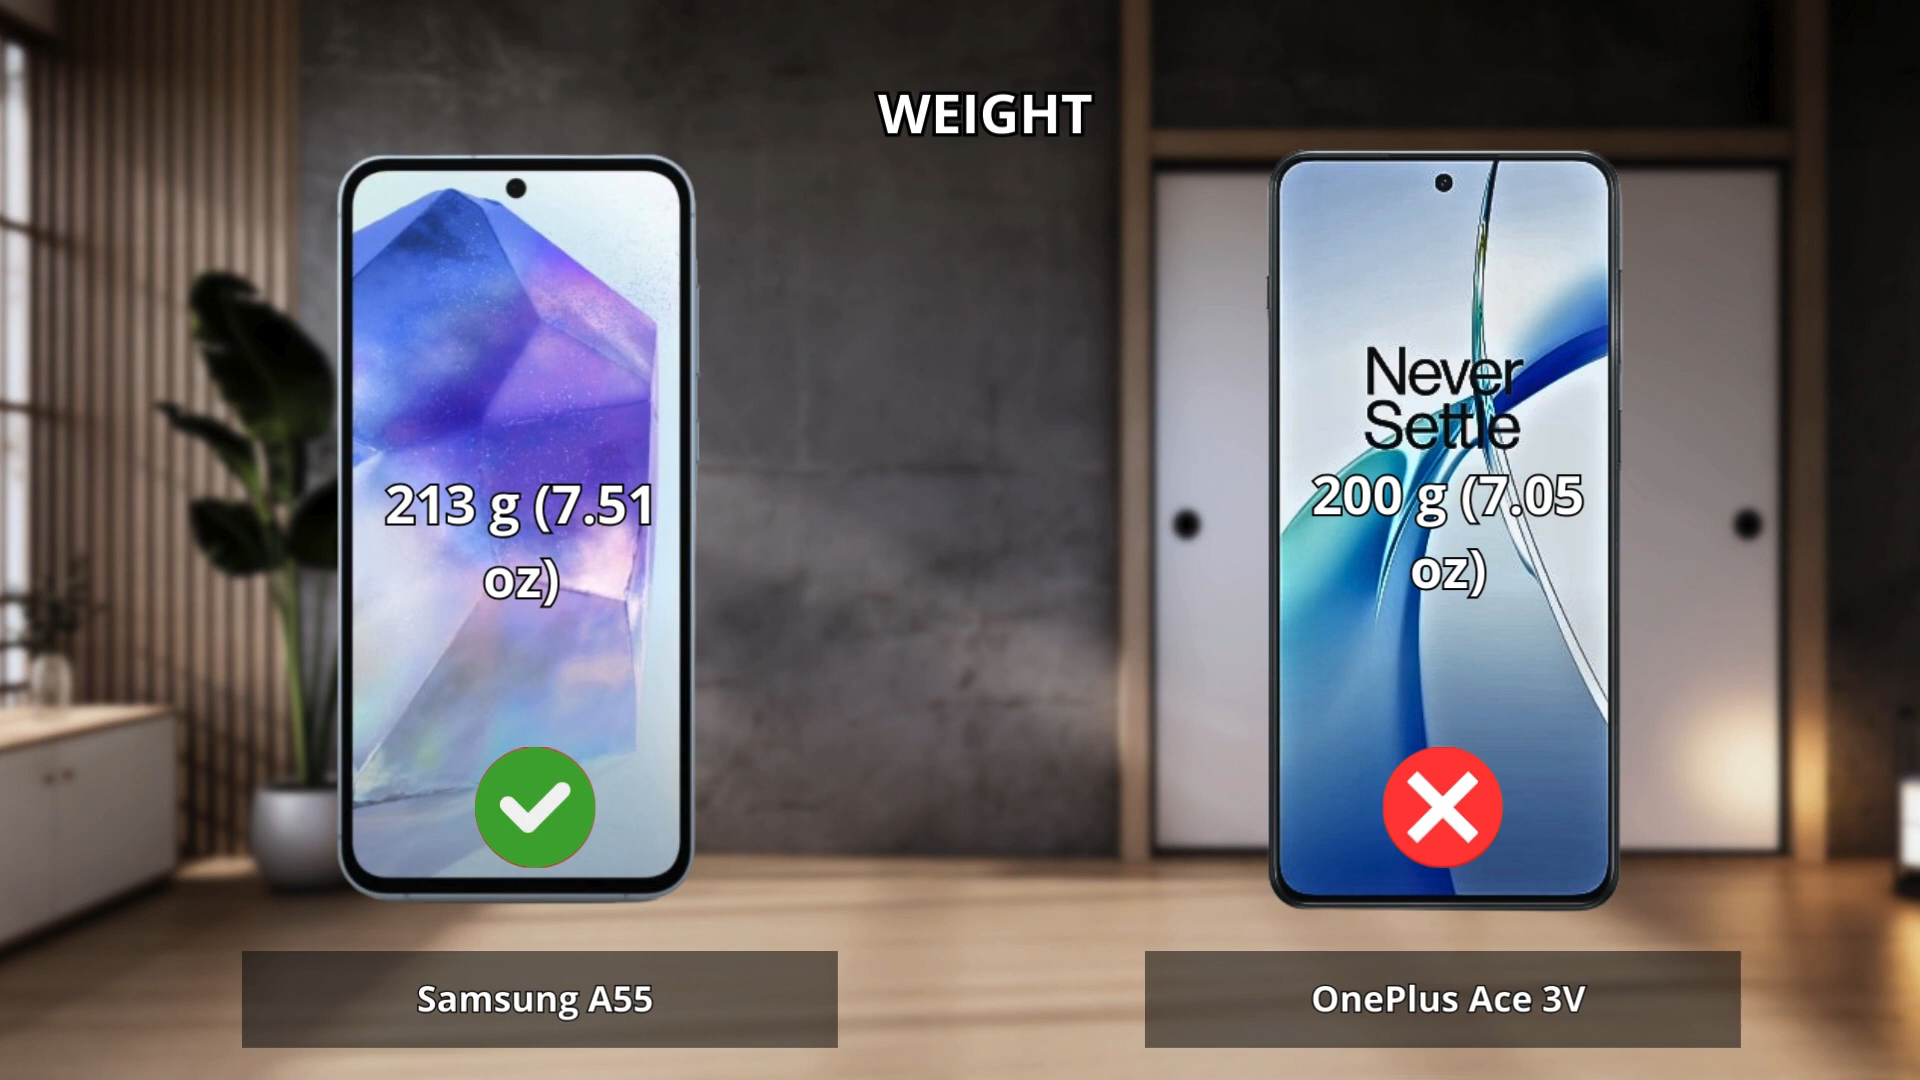 WEIGHT
Never
Settle
213 g (7.51
oz)
200 g (7.05
oz)
Samsung A55
OnePlus Ace 3V